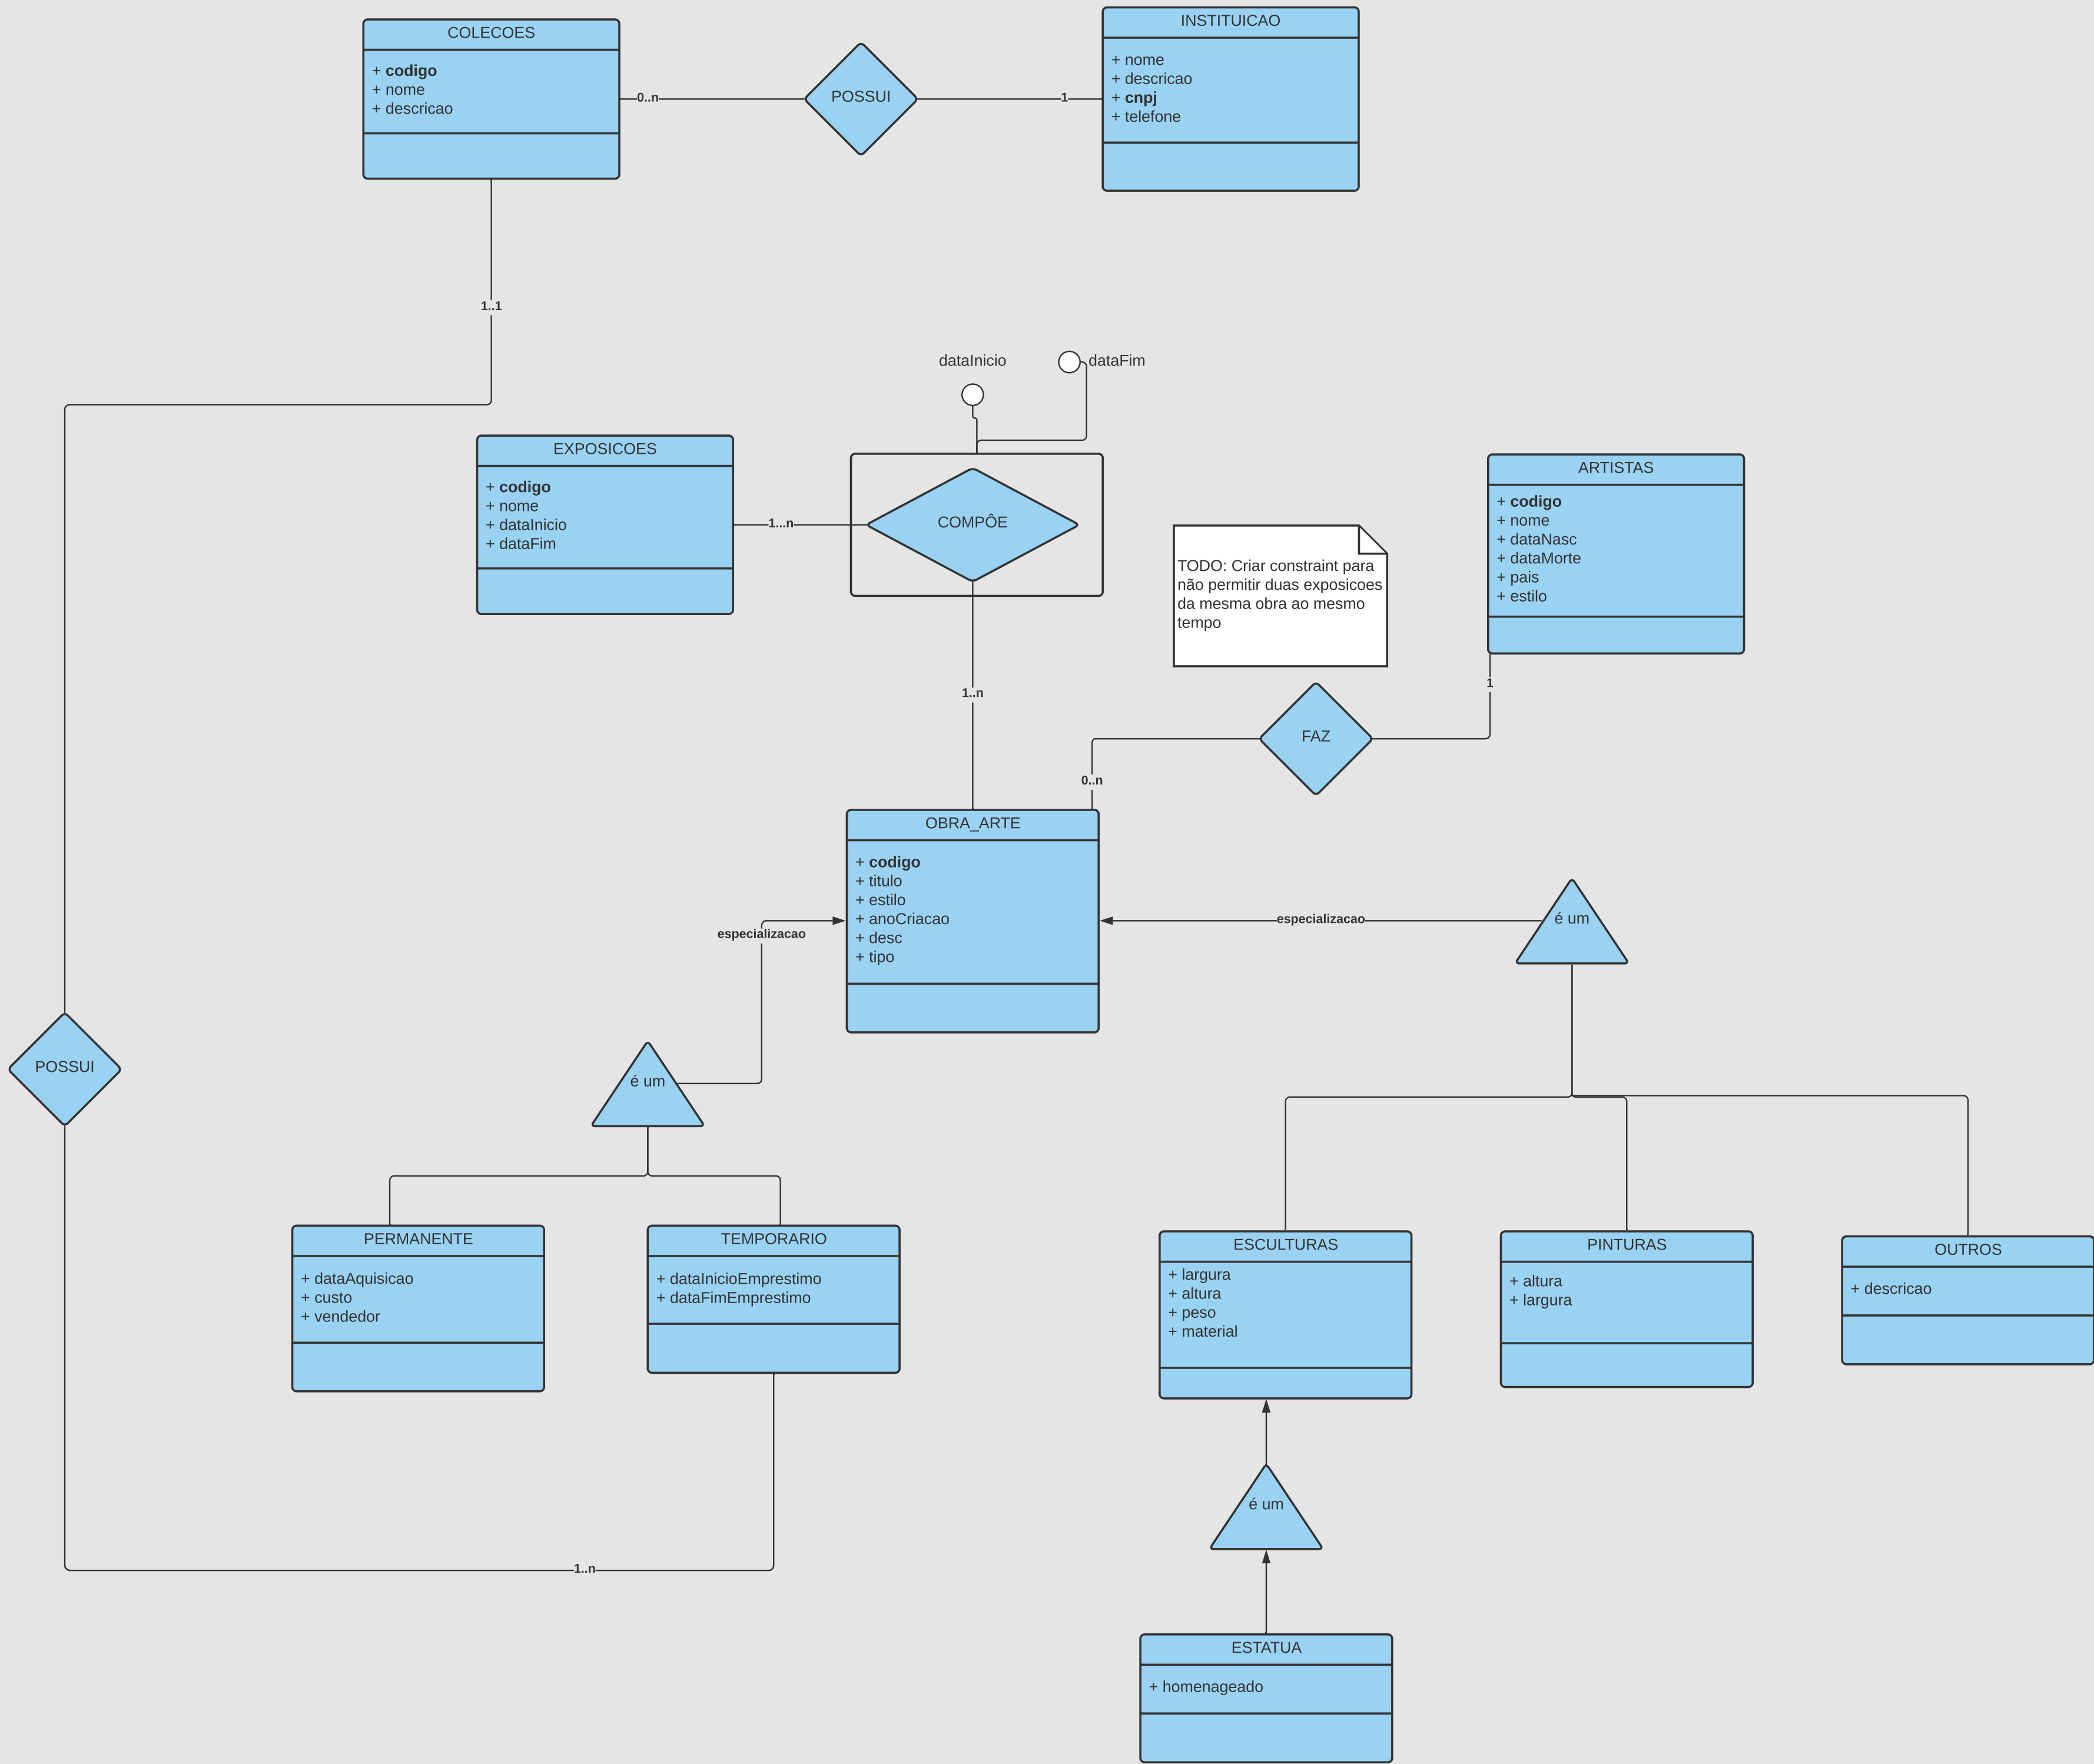 COLECOES
+ codigo
+ nome
+ descricao
0..n
POSSUI
1
INSTITUICAO
+ nome
+ descricao
+ cnpj
+ telefone
1..1
dataInicio
dataFim
EXPOSICOES
+ codigo
+ nome
+ dataInicio
+ dataFim
1...n
COMPÔE
1..n
TODO: Criar constraint para
não permitir duas exposicoes
da mesma obra ao mesmo
tempo
ARTISTAS
+ codigo
+ nome
+ dataNasc
+ dataMorte
+ pais
+ estilo
1
FAZ
0..n
OBRA_ARTE
+ codigo
+ titulo
+ estilo
+ anoCriacao
+ desc
+ tipo
especializacao
especializacao
é um
POSSUI
é um
PERMANENTE
+ dataAquisicao
+ custo
+ vendedor
TEMPORARIO
+ dataInicioEmprestimo
+ dataFimEmprestimo
ESCULTURAS
+ largura
+ altura
+ peso
+ material
PINTURAS
+ altura
+ largura
OUTROS
+ descricao
é um
1..n
ESTATUA
+ homenageado